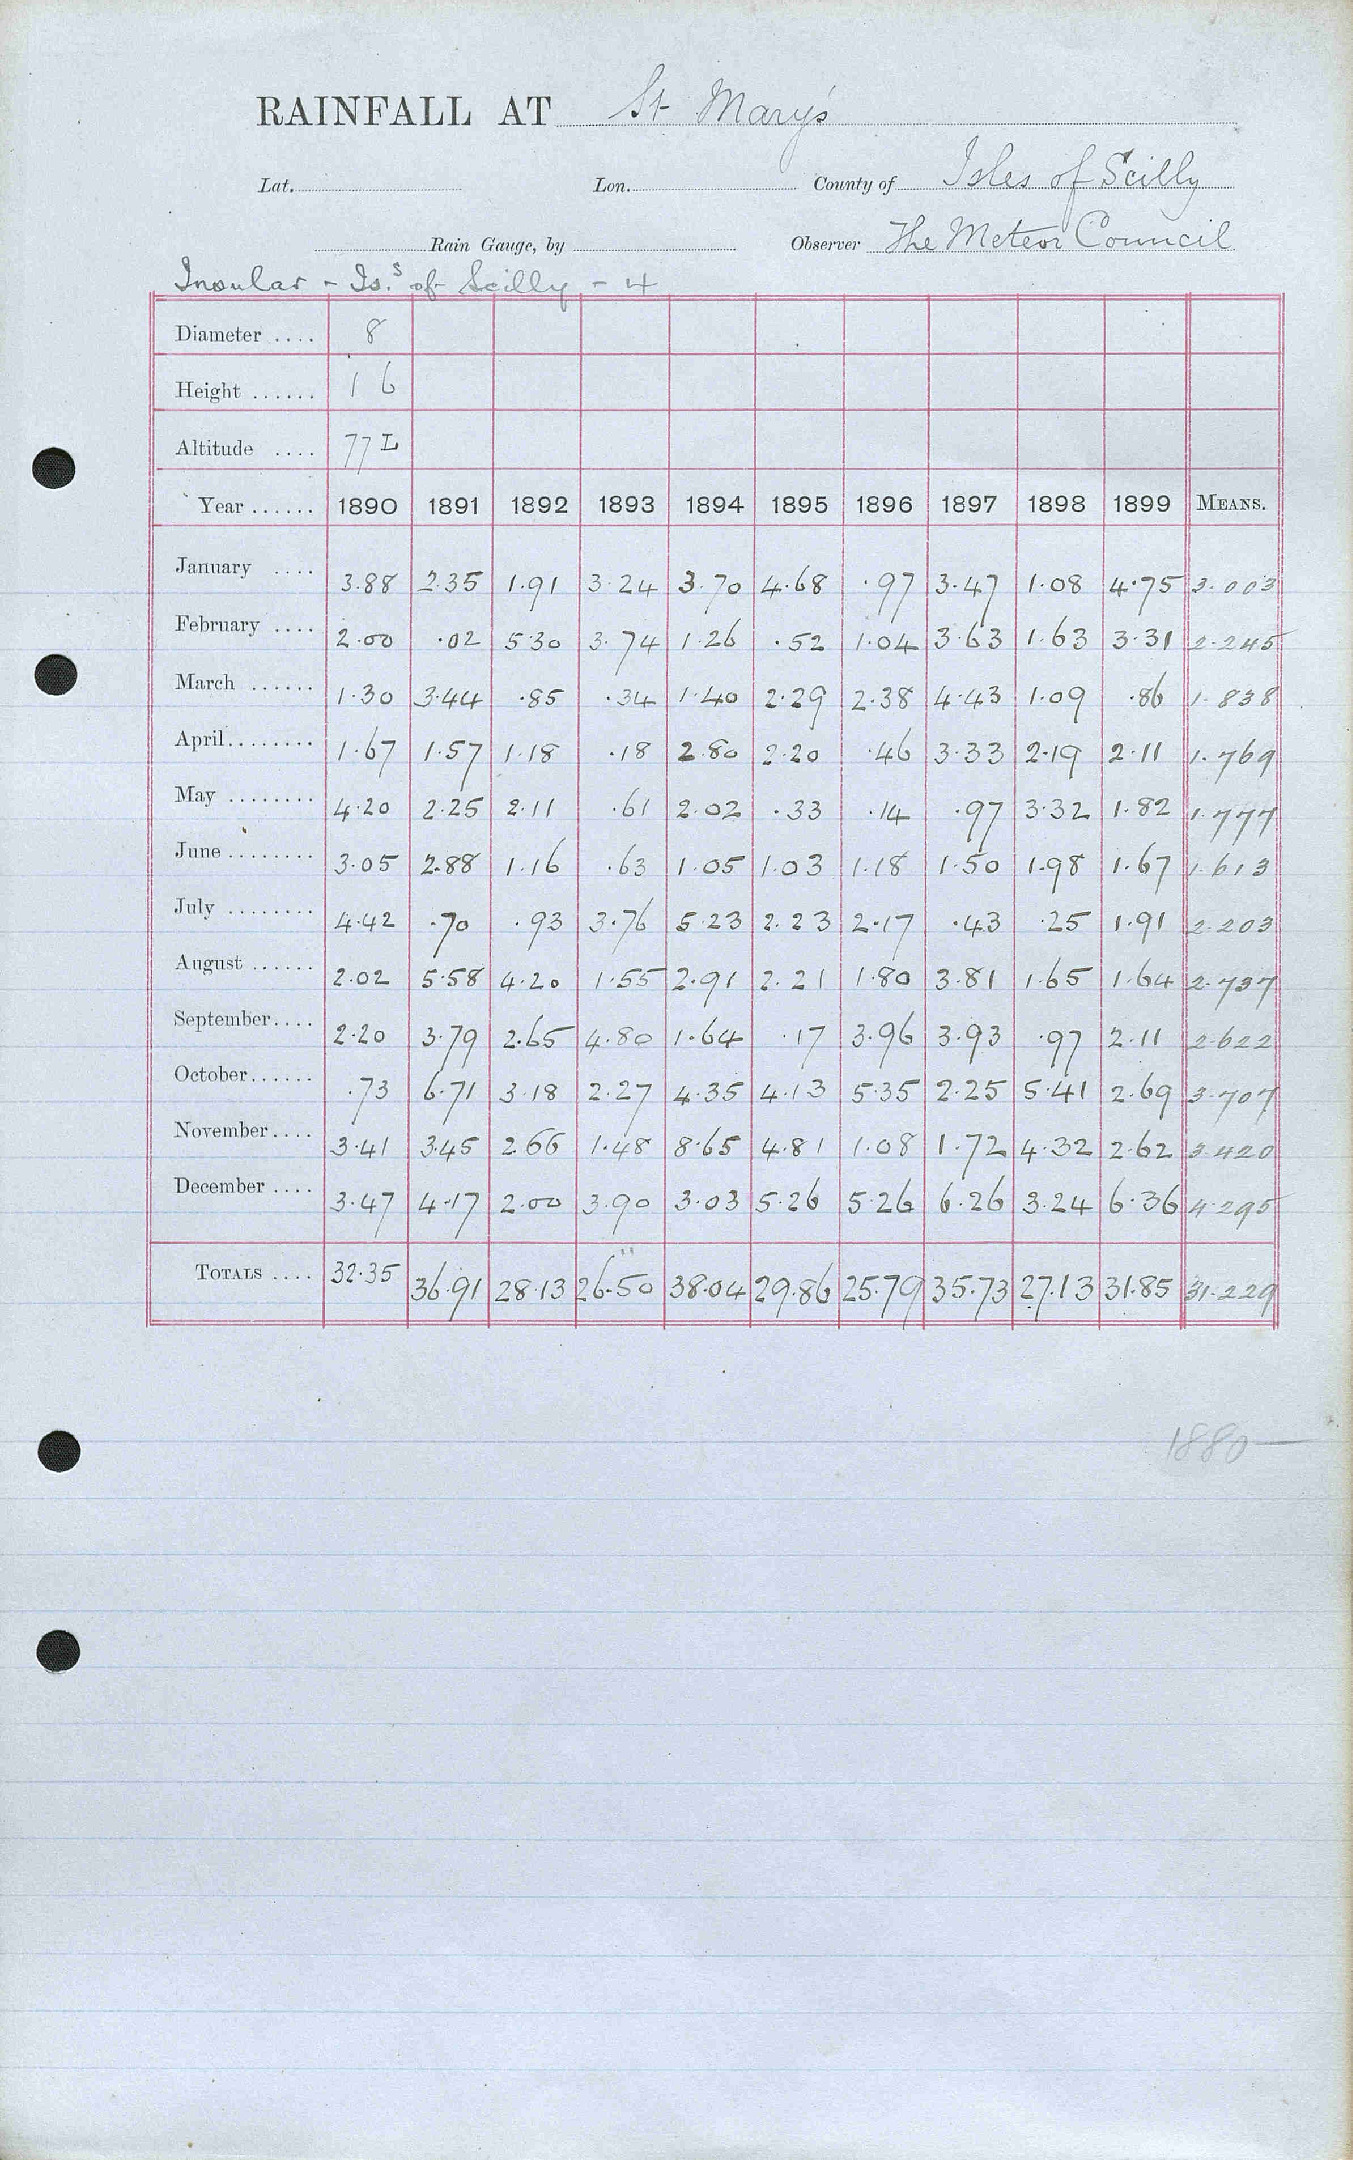 RAINFALL AT St Mary's
Lat. Lon. County of Isles of Scilly
Rain Gauge, by Observer The Meteor Council
Insular - Is.s of Scilly - 4
Diameter .... 8
Height ...... 1 6
Altitude .... 77 L
Year ...... 1890 1891 1892 1893 1894 1895 1896 1897 1898 1899 MEANS.
January .... 3.88 2.35 1.91 3.24 3.70 4.68 .97 3.47 1.08 4.75 3.003
February .... 2.00 .02 5.30 3.74 1.26 .52 1.04 3.63 1.63 3.31 2.245
March ...... 1.30 3.44 .85 .34 1.40 2.29 2.38 4.43 1.09 .86 1.838
April........ 1.67 1.57 1.18 .18 2.80 2.20 .46 3.33 2.19 2.11 1.769
May ........ 4.20 2.25 2.11 .61 2.02 .33 .14 .97 3.32 1.82 1.777
June ........ 3.05 2.88 1.16 .63 1.05 1.03 1.18 1.50 1.98 1.67 1.613
July ........ 4.42 .70 .93 3.76 5.23 2.23 2.17 .43 .25 1.91 2.203
August ...... 2.02 5.58 4.20 1.55 2.91 2.21 1.80 3.81 1.65 1.64 2.737
September.... 2.20 3.79 2.65 4.80 1.64 .17 3.96 3.93 .97 2.11 2.622
October...... .73 6.71 3.18 2.27 4.35 4.13 5.35 2.25 5.41 2.69 3.707
November.... 3.41 3.45 2.66 1.48 8.65 4.81 1.08 1.72 4.32 2.62 3.420
December .... 3.47 4.17 2.00 3.90 3.03 5.26 5.26 6.26 3.24 6.36 4.295
TOTALS .... 32.35 36.91 28.13 26.50 38.04 29.86 25.79 35.73 27.13 31.85 31.229
1880—